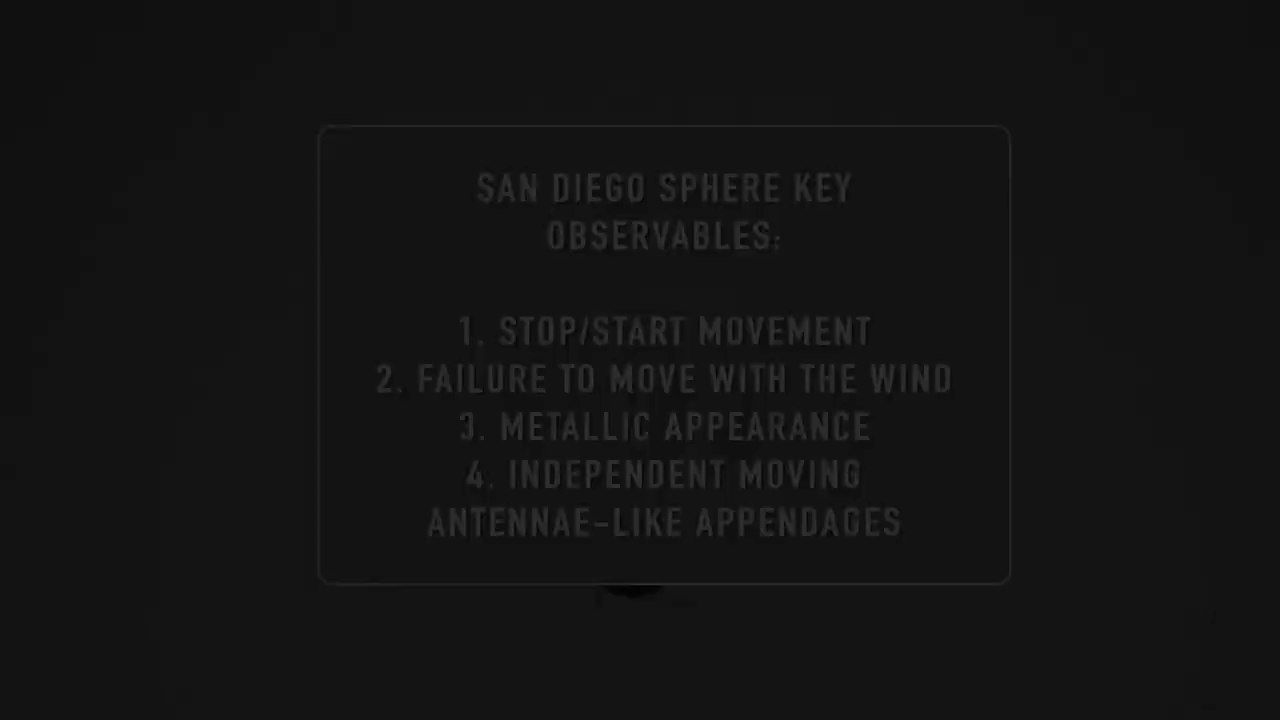 SAN DIEGO SPHERE KEY
OBSERVABLES:
1. STOP/START MOVEMENT
2. FAILURE TO MOVE WITH THE WIND
3. METALLIC APPEARANCE
4. INDEPENDENT MOVING
ANTENNAE-LIKE APPENDAGES